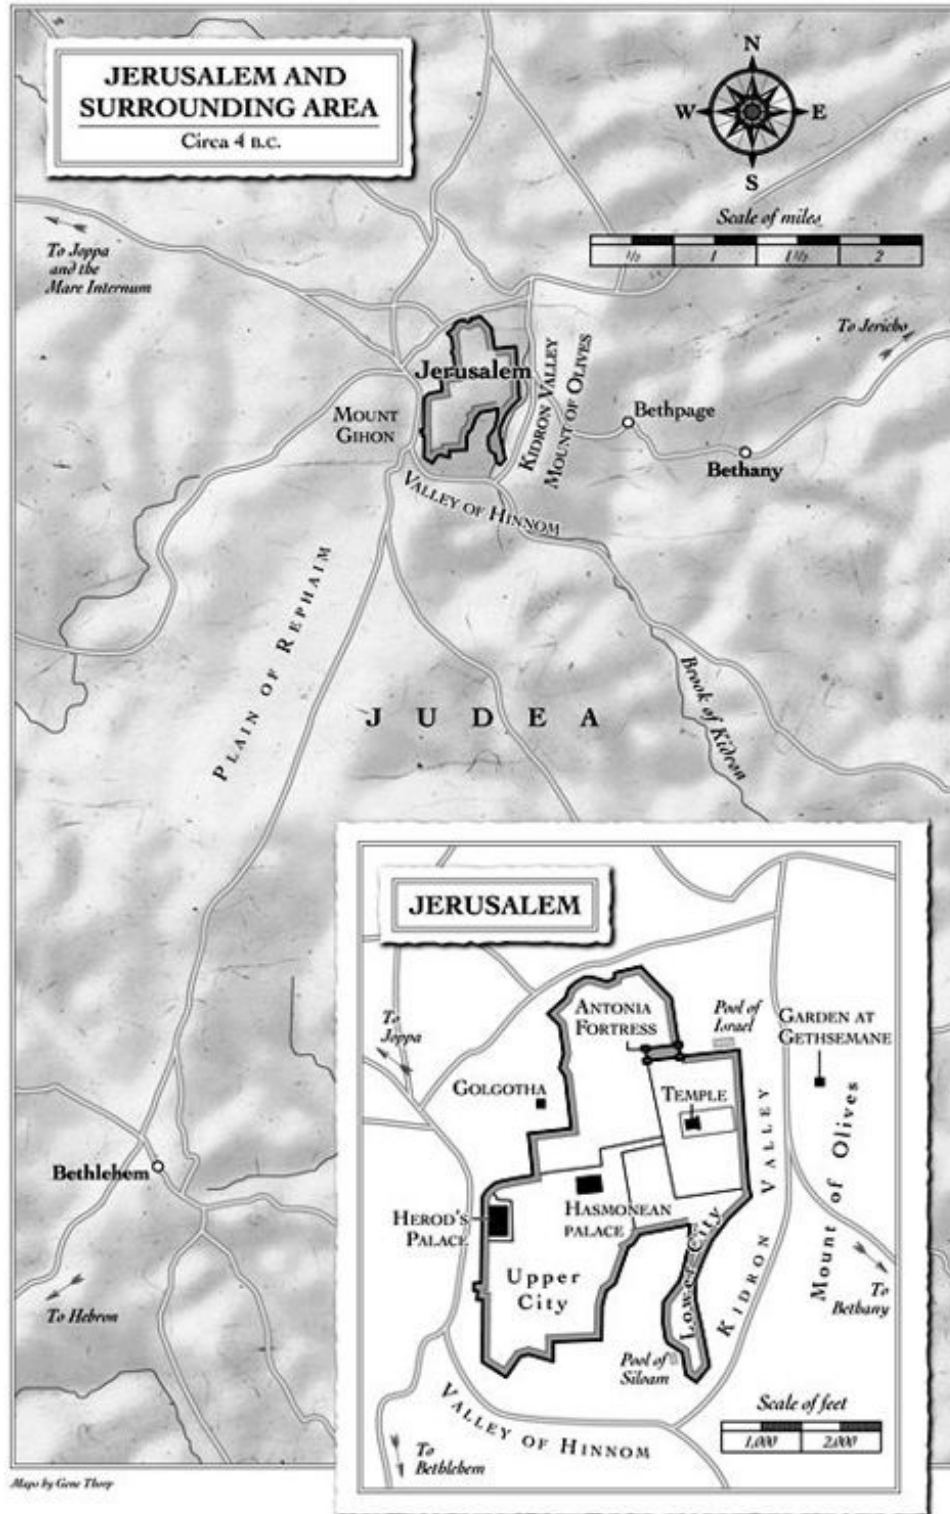 JERUSALEM AND
SURROUNDING AREA
Circa 4 B.C.
N
W
E
S
Scale of miles
1/2
1
1 1/2
2
To Joppa
and the
Mare Internum
To Jericho
Jerusalem
KIDRON VALLEY
MOUNT OF OLIVES
Bethpage
Bethany
MOUNT
GIHON
VALLEY OF HINNOM
PLAIN OF REPHAIM
JUDEA
Brook of Kidron
Bethlehem
To Hebron
JERUSALEM
To
Joppa
ANTONIA
FORTRESS
Pool of
Israel
GARDEN AT
GETHSEMANE
GOLGOTHA
TEMPLE
KIDRON VALLEY
Mount of Olives
HEROD'S
PALACE
HASMONEAN
PALACE
Upper
City
Lower City
To
Bethany
Pool of
Siloam
VALLEY OF HINNOM
To
Bethlehem
Scale of feet
1,000
2,000
Maps by Gene Thorp